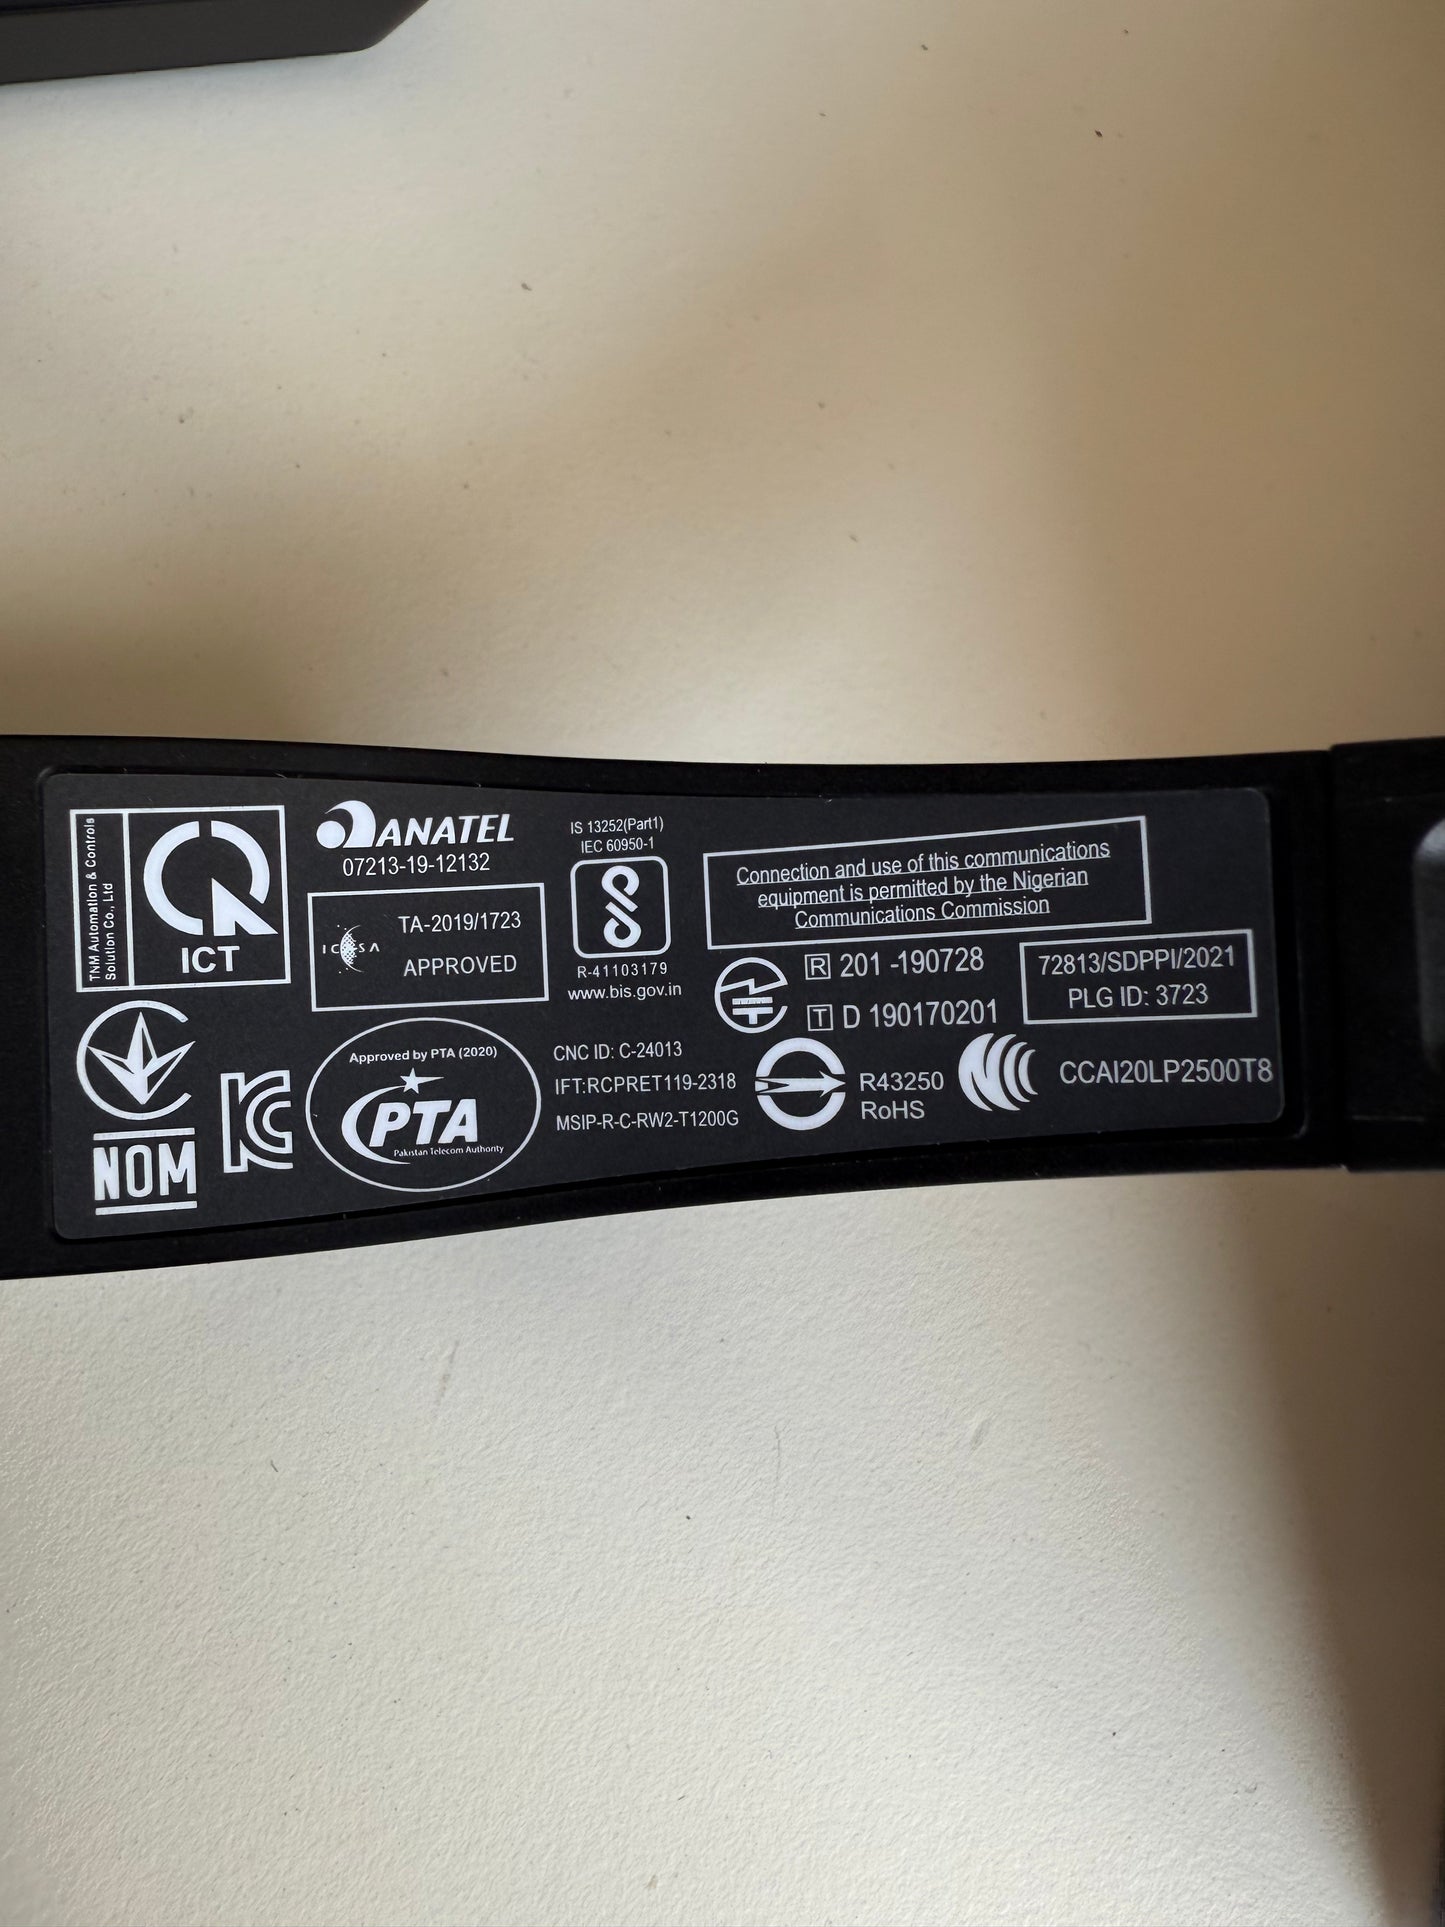 TNM Automation & Controls
Solution Co., Ltd
ICT
ANATEL
07213-19-12132
ICASA
TA-2019/1723
APPROVED
IS 13252(Part1)
IEC 60950-1
R-41103179
www.bis.gov.in
Connection and use of this communications
equipment is permitted by the Nigerian
Communications Commission
R 201 -190728
T D 190170201
72813/SDPPI/2021
PLG ID: 3723
NOM
KC
Approved by PTA (2020)
PTA
Pakistan Telecom Authority
CNC ID: C-24013
IFT:RCPRET119-2318
MSIP-R-C-RW2-T1200G
R43250
RoHS
CCAI20LP2500T8